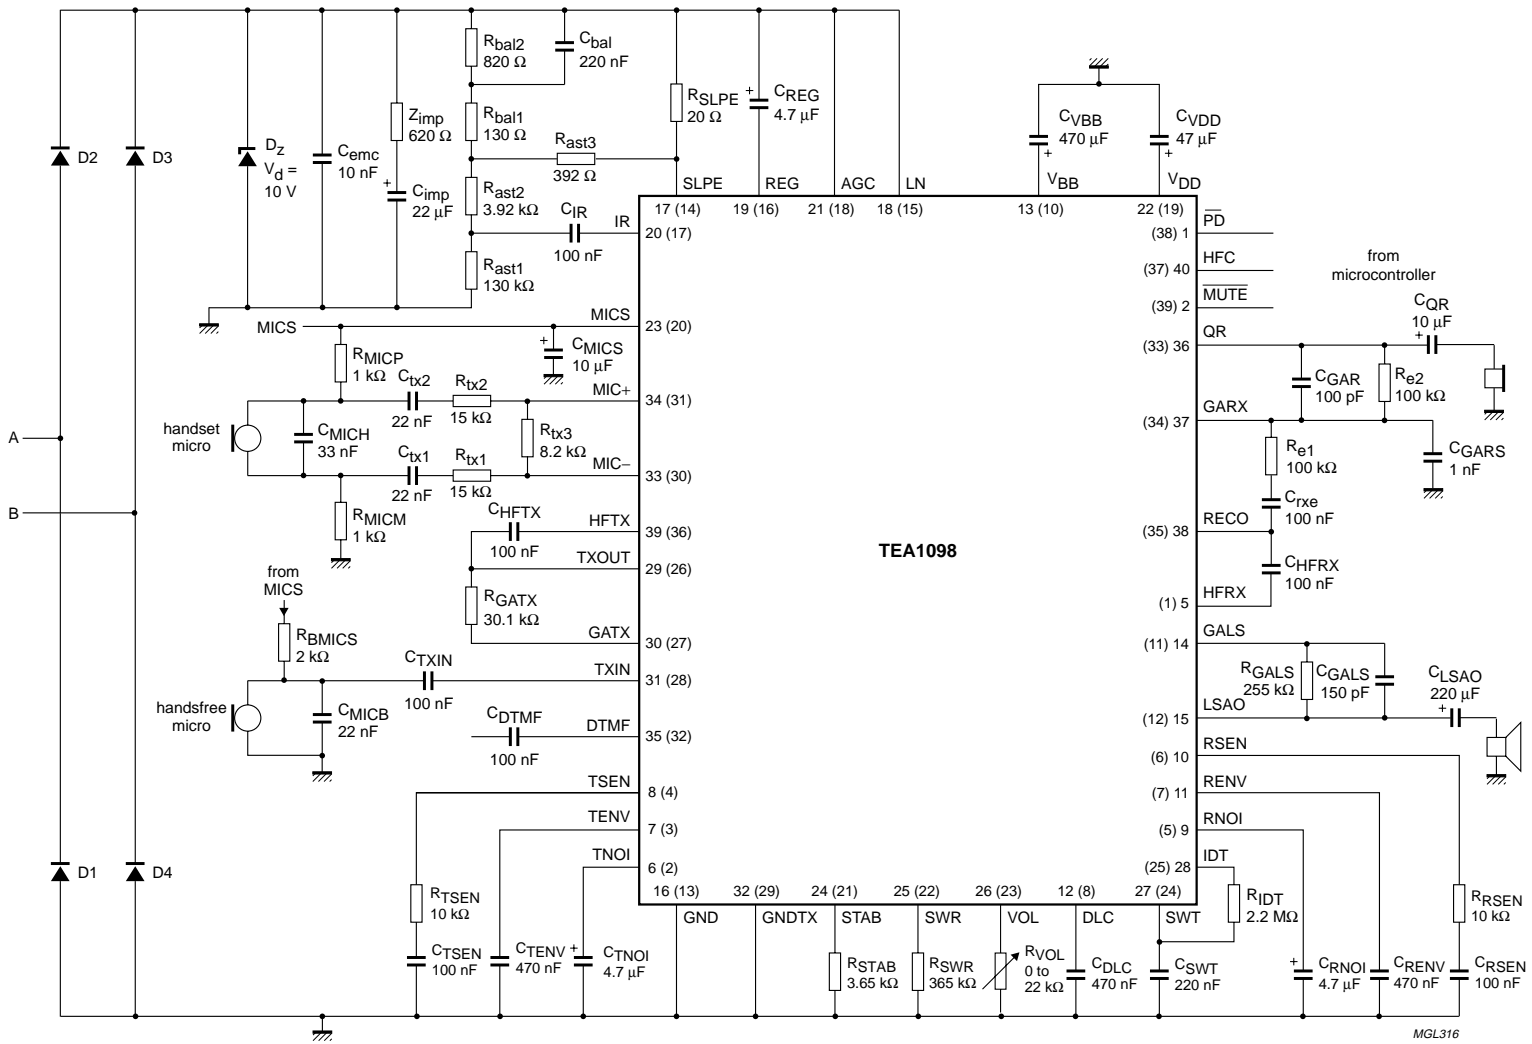 Rbal2
820 Ω
Cbal
220 nF
Zimp
620 Ω
Rbal1
130 Ω
RSLPE
20 Ω
CREG
4.7 μF
CVBB
470 μF
CVDD
47 μF
D2
D3
Dz
Vd =
10 V
Cemc
10 nF
Cimp
22 μF
Rast3
392 Ω
Rast2
3.92 kΩ
CIR
100 nF
Rast1
130 kΩ
+
+
+
+
SLPE
REG
AGC
LN
VBB
VDD
17 (14)
19 (16)
21 (18)
18 (15)
13 (10)
22 (19)
IR
20 (17)
(38) 1
PD
(37) 40
HFC
(39) 2
MUTE
from
microcontroller
MICS
MICS
23 (20)
RMICP
1 kΩ
+
CMICS
10 μF
(33) 36
QR
CQR
10 μF
+
Ctx2
22 nF
Rtx2
15 kΩ
MIC+
34 (31)
CGAR
100 pF
Re2
100 kΩ
A
handset
micro
CMICH
33 nF
Rtx3
8.2 kΩ
(34) 37
GARX
Ctx1
22 nF
Rtx1
15 kΩ
MIC−
33 (30)
Re1
100 kΩ
CGARS
1 nF
B
RMICM
1 kΩ
CHFTX
100 nF
HFTX
39 (36)
Crxe
100 nF
(35) 38
RECO
TEA1098
TXOUT
29 (26)
CHFRX
100 nF
from
MICS
RGATX
30.1 kΩ
(1) 5
HFRX
GATX
30 (27)
(11) 14
GALS
RBMICS
2 kΩ
CTXIN
100 nF
TXIN
31 (28)
RGALS
255 kΩ
CGALS
150 pF
CLSAO
220 μF
+
handsfree
micro
CMICB
22 nF
(12) 15
LSAO
CDTMF
100 nF
DTMF
35 (32)
(6) 10
RSEN
TSEN
8 (4)
(7) 11
RENV
TENV
7 (3)
(5) 9
RNOI
TNOI
6 (2)
(25) 28
IDT
D1
D4
16 (13)
32 (29)
24 (21)
25 (22)
26 (23)
12 (8)
27 (24)
GND
GNDTX
STAB
SWR
VOL
DLC
SWT
RTSEN
10 kΩ
RIDT
2.2 MΩ
RRSEN
10 kΩ
CTSEN
100 nF
CTENV
470 nF
+
CTNOI
4.7 μF
RSTAB
3.65 kΩ
RSWR
365 kΩ
RVOL
0 to
22 kΩ
CDLC
470 nF
CSWT
220 nF
+
CRNOI
4.7 μF
CRENV
470 nF
CRSEN
100 nF
MGL316